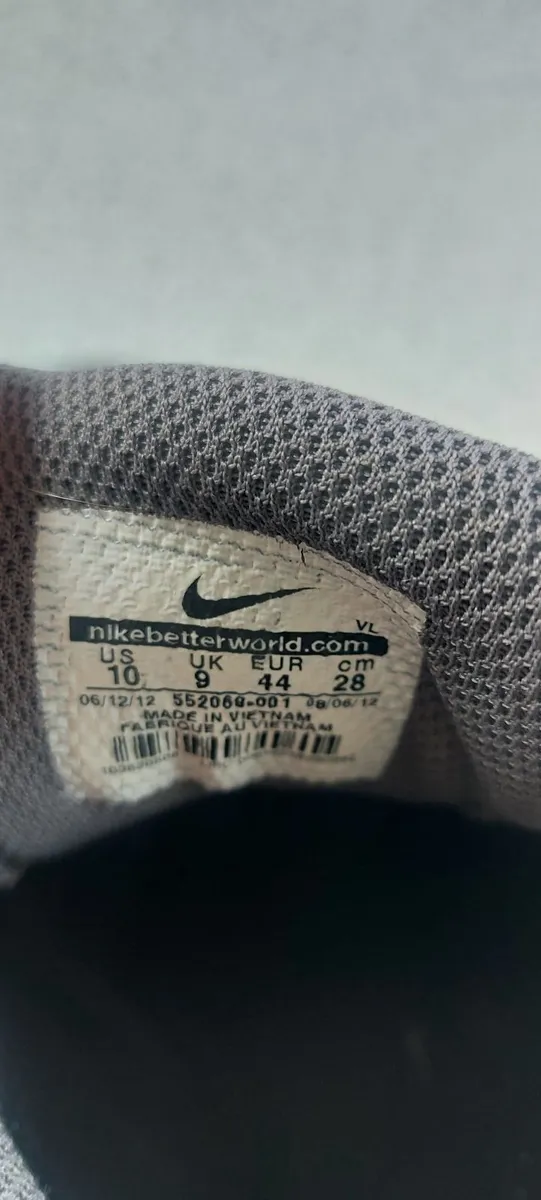 VL
nikebetterworld.com
US UK EUR cm
10 9 44 28
06/12/12 552069-001 08/06/12
MADE IN VIETNAM
FABRIQUE AU VIETNAM